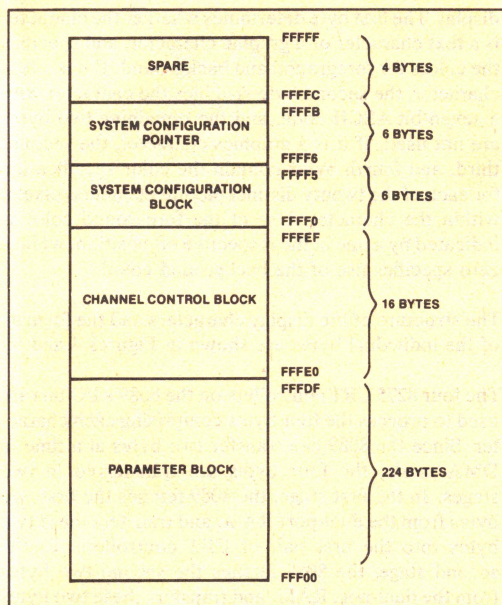 FFFFF
SPARE
4 BYTES
FFFFC
FFFFB
SYSTEM CONFIGURATION
POINTER
6 BYTES
FFFF6
FFFF5
SYSTEM CONFIGURATION
BLOCK
6 BYTES
FFFF0
FFFEF
CHANNEL CONTROL BLOCK
16 BYTES
FFFE0
FFFDF
PARAMETER BLOCK
224 BYTES
FFF00